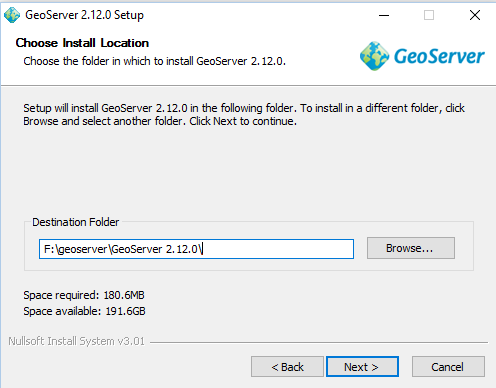 GeoServer 2.12.0 Setup
Choose Install Location
Choose the folder in which to install GeoServer 2.12.0.
GeoServer
Setup will install GeoServer 2.12.0 in the following folder. To install in a different folder, click
Browse and select another folder. Click Next to continue.
Destination Folder
F:\geoserver\GeoServer 2.12.0\
Browse...
Space required: 180.6MB
Space available: 191.6GB
Nullsoft Install System v3.01
< Back
Next >
Cancel